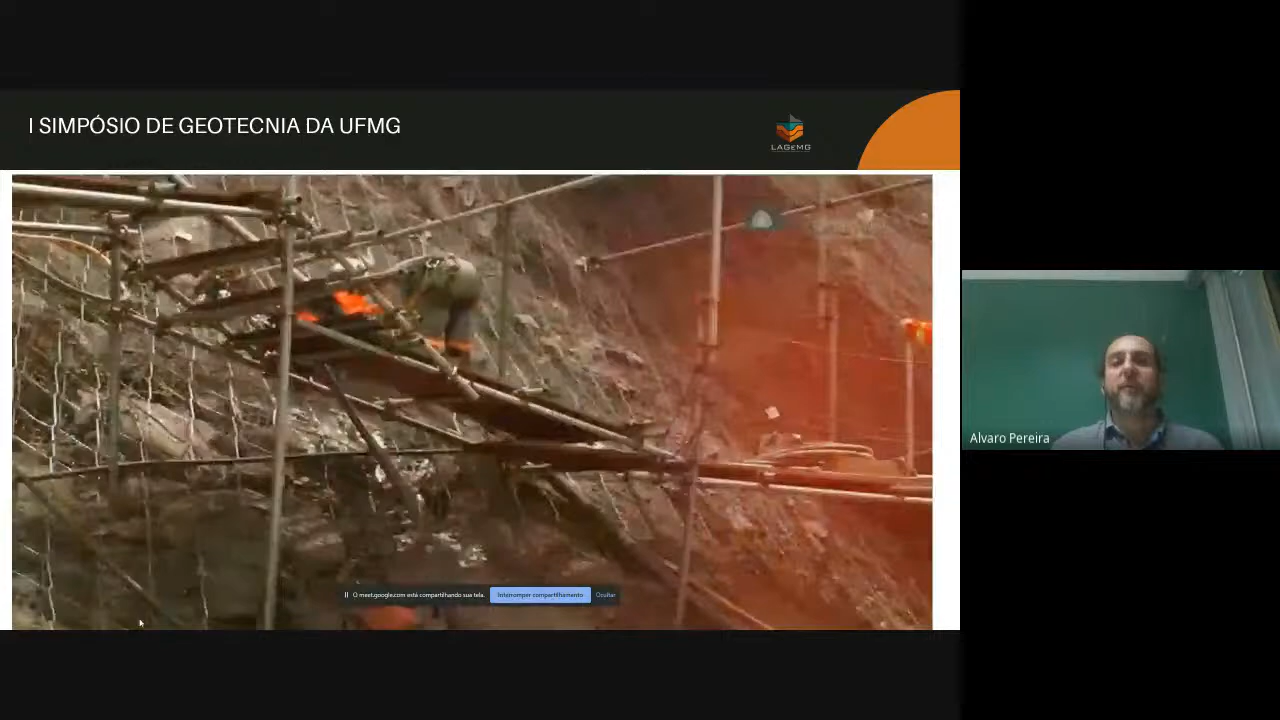 I SIMPÓSIO DE GEOTECNIA DA UFMG
LAGEMG
Alvaro Pereira
O meet.google.com está compartilhando sua tela.
Interromper compartilhamento
Ocultar